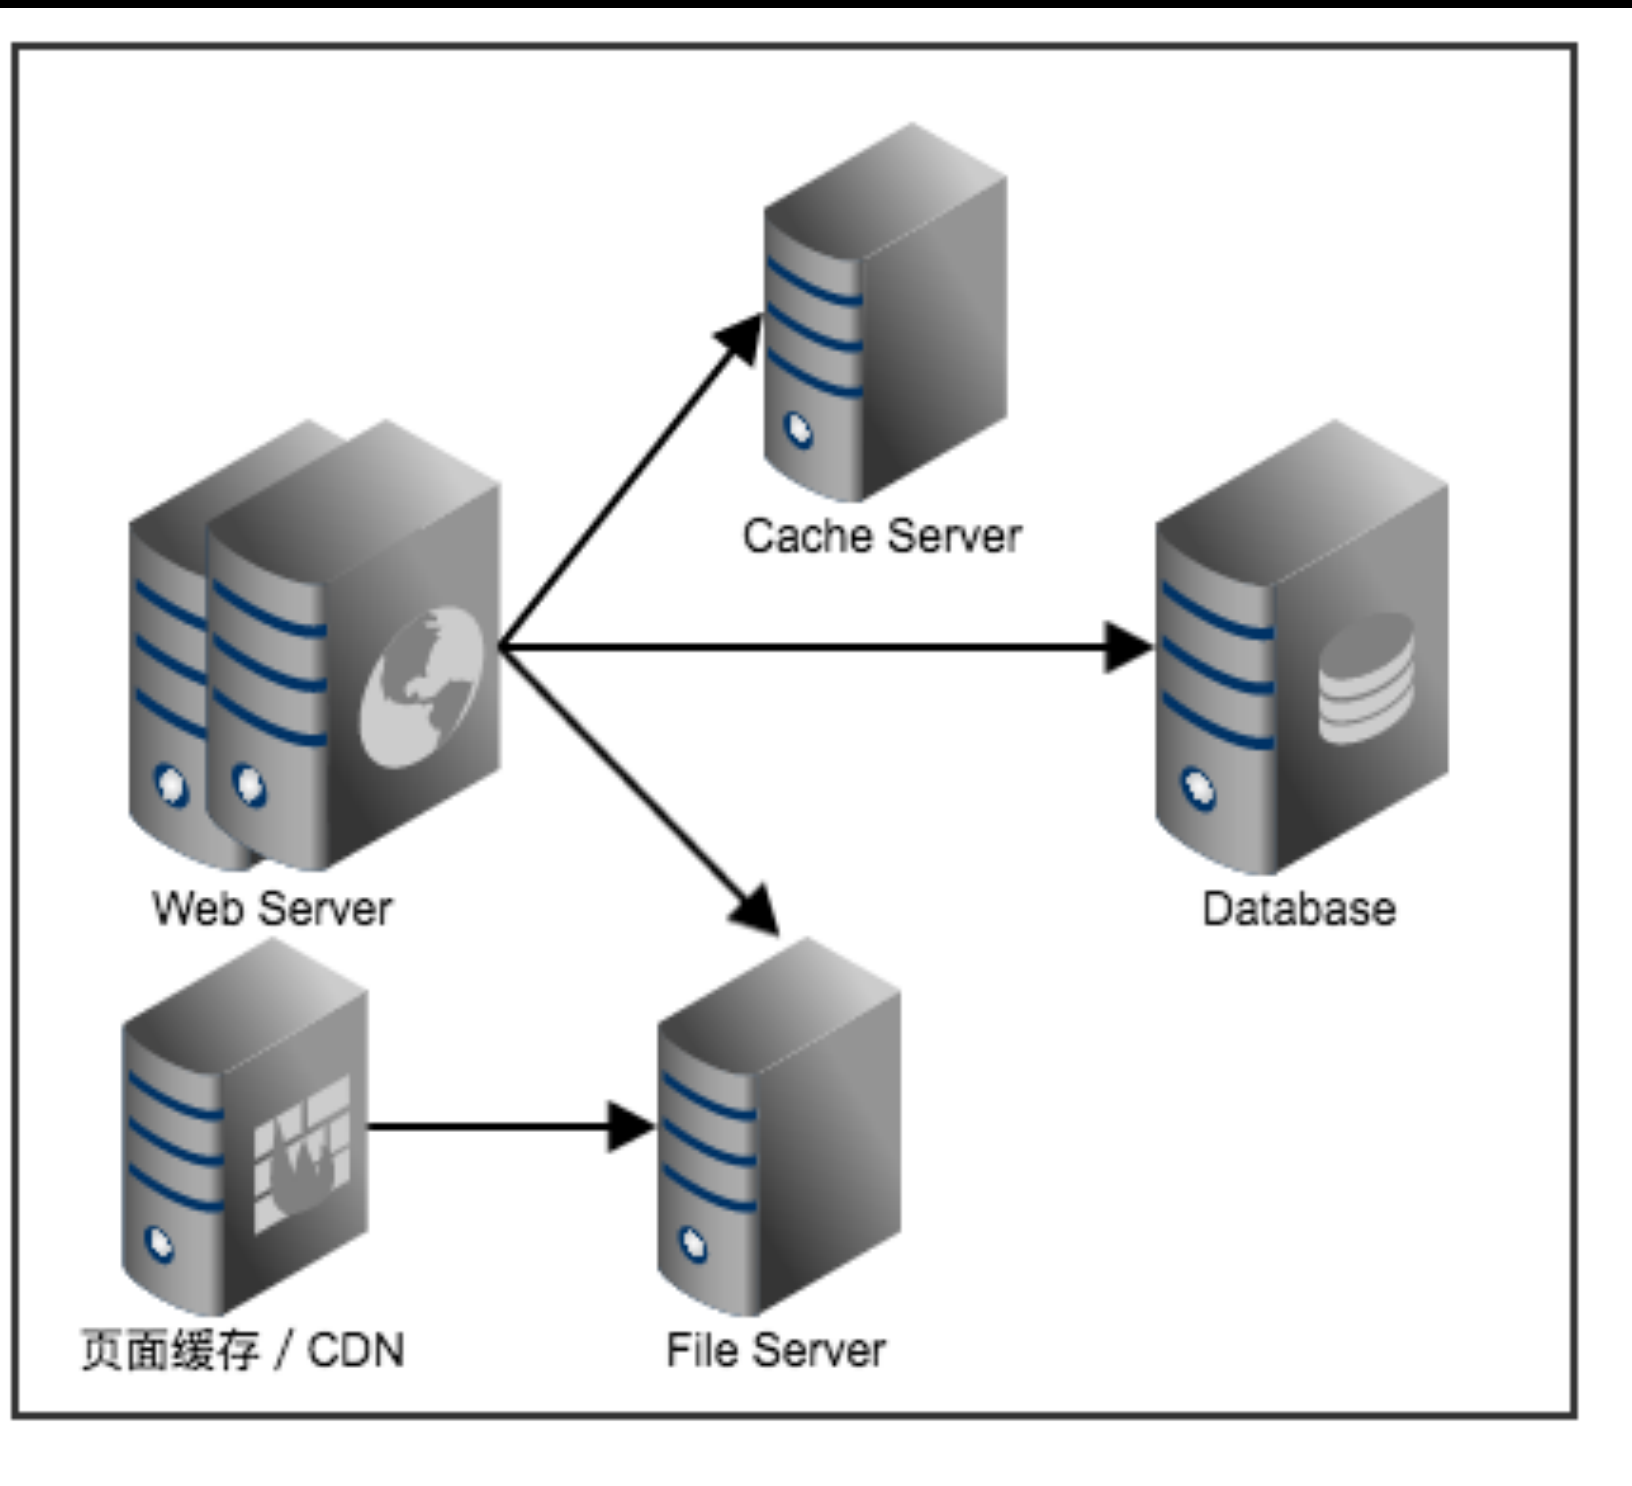 Cache Server
Web Server
Database
页面缓存 / CDN
File Server